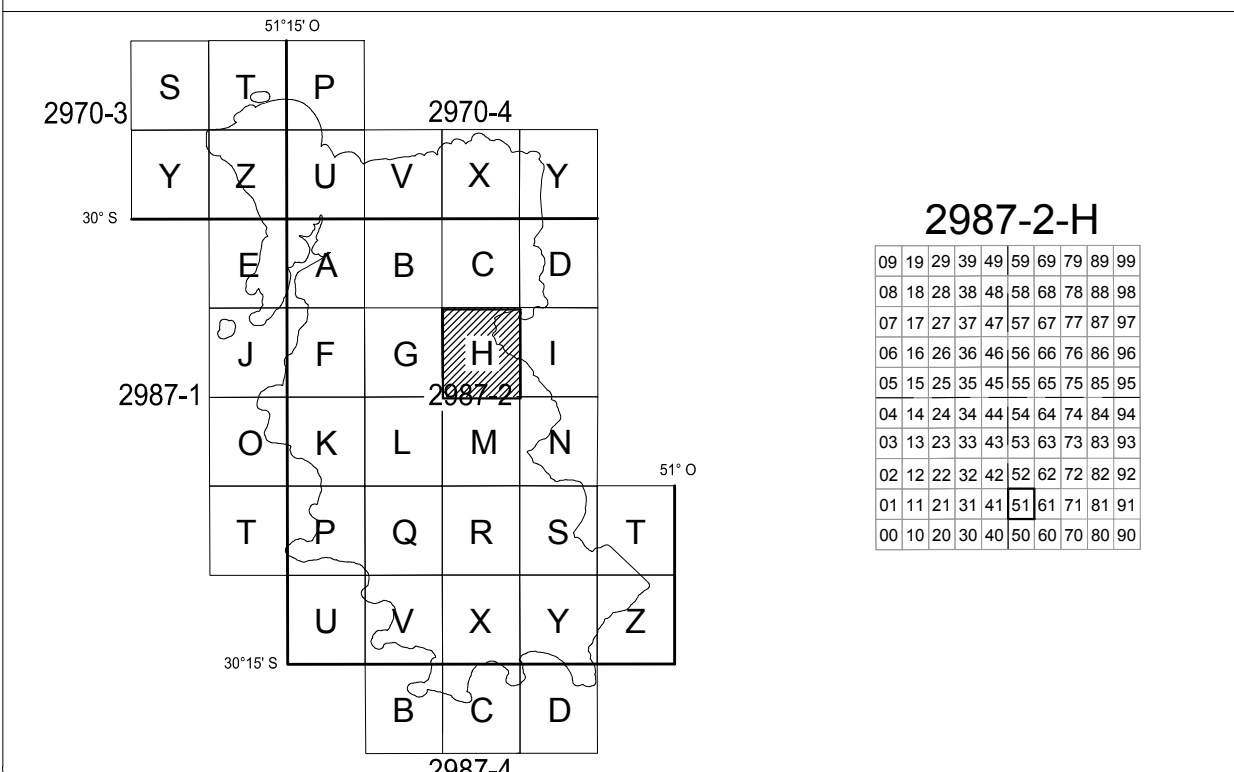 51°15' O
S T P
2970-3
2970-4
Y Z U V X Y
30° S
E A B C D
J F G H I
2987-1
2987-2
O K L M N
51° O
T P Q R S T
U V X Y Z
30°15' S
B C D
2987-4
2987-2-H
09 19 29 39 49 59 69 79 89 99
08 18 28 38 48 58 68 78 88 98
07 17 27 37 47 57 67 77 87 97
06 16 26 36 46 56 66 76 86 96
05 15 25 35 45 55 65 75 85 95
04 14 24 34 44 54 64 74 84 94
03 13 23 33 43 53 63 73 83 93
02 12 22 32 42 52 62 72 82 92
01 11 21 31 41 51 61 71 81 91
00 10 20 30 40 50 60 70 80 90